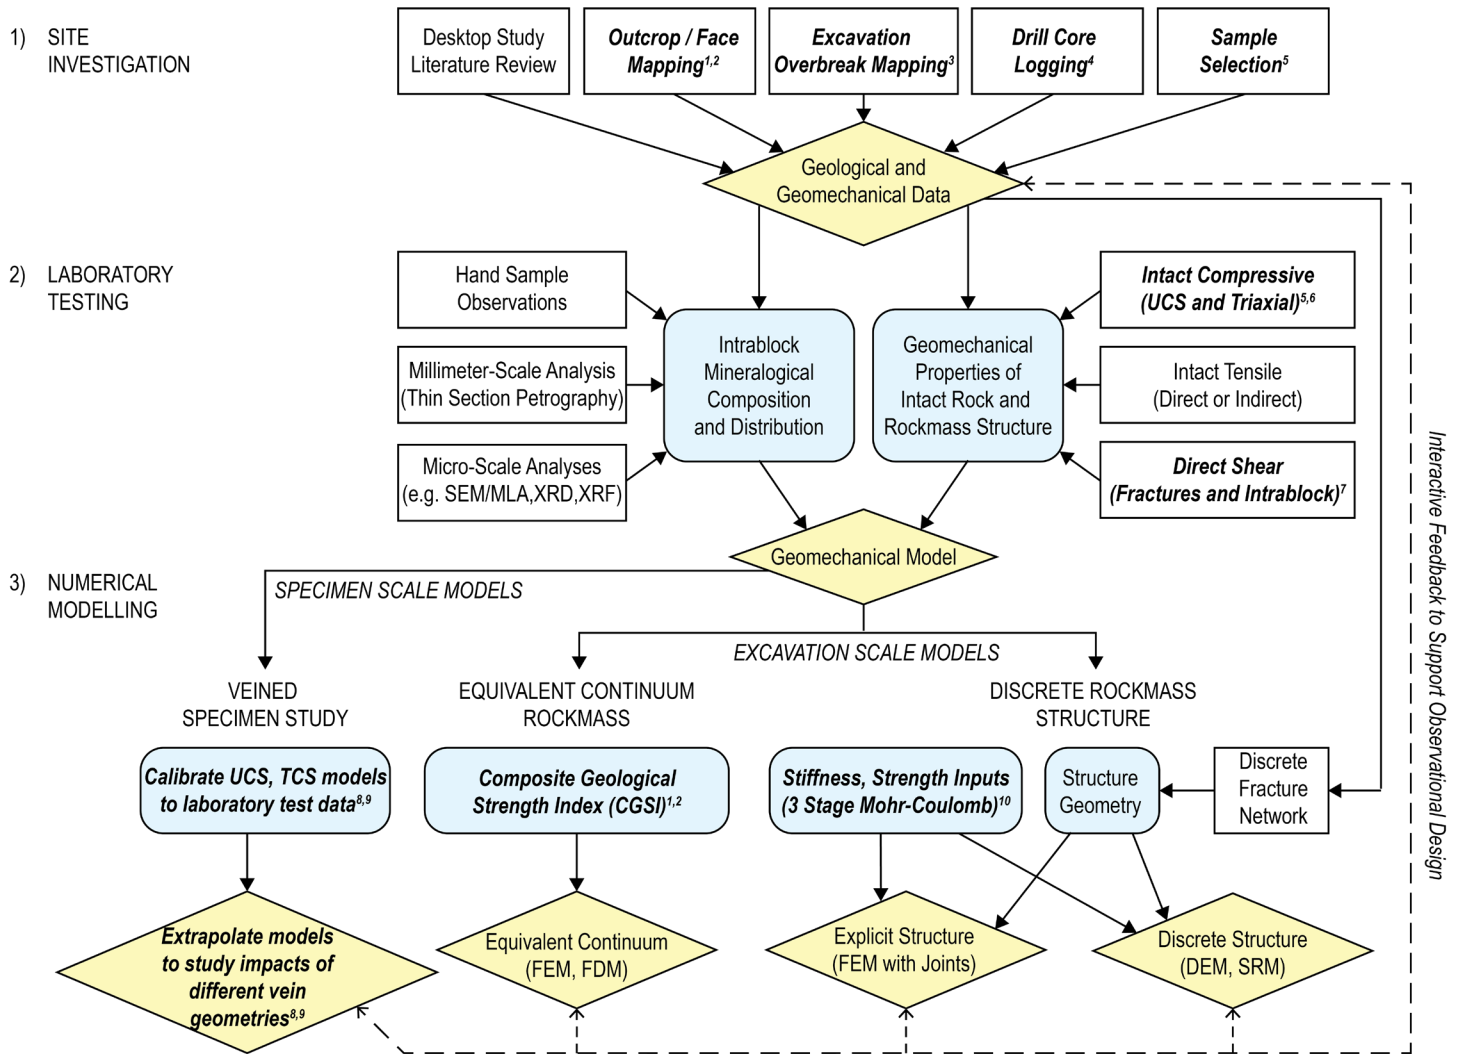 1) SITE
INVESTIGATION
Desktop Study
Literature Review
Outcrop / Face
Mapping1,2
Excavation
Overbreak Mapping3
Drill Core
Logging4
Sample
Selection5
Geological and
Geomechanical Data
2) LABORATORY
TESTING
Hand Sample
Observations
Millimeter-Scale Analysis
(Thin Section Petrography)
Micro-Scale Analyses
(e.g. SEM/MLA,XRD,XRF)
Intrablock
Mineralogical
Composition
and Distribution
Geomechanical
Properties of
Intact Rock and
Rockmass Structure
Intact Compressive
(UCS and Triaxial)5,6
Intact Tensile
(Direct or Indirect)
Direct Shear
(Fractures and Intrablock)7
Interactive Feedback to Support Observational Design
Geomechanical Model
3) NUMERICAL
MODELLING
SPECIMEN SCALE MODELS
EXCAVATION SCALE MODELS
VEINED
SPECIMEN STUDY
EQUIVALENT CONTINUUM
ROCKMASS
DISCRETE ROCKMASS
STRUCTURE
Calibrate UCS, TCS models
to laboratory test data8,9
Composite Geological
Strength Index (CGSI)1,2
Stiffness, Strength Inputs
(3 Stage Mohr-Coulomb)10
Structure
Geometry
Discrete
Fracture
Network
Extrapolate models
to study impacts of
different vein
geometries8,9
Equivalent Continuum
(FEM, FDM)
Explicit Structure
(FEM with Joints)
Discrete Structure
(DEM, SRM)